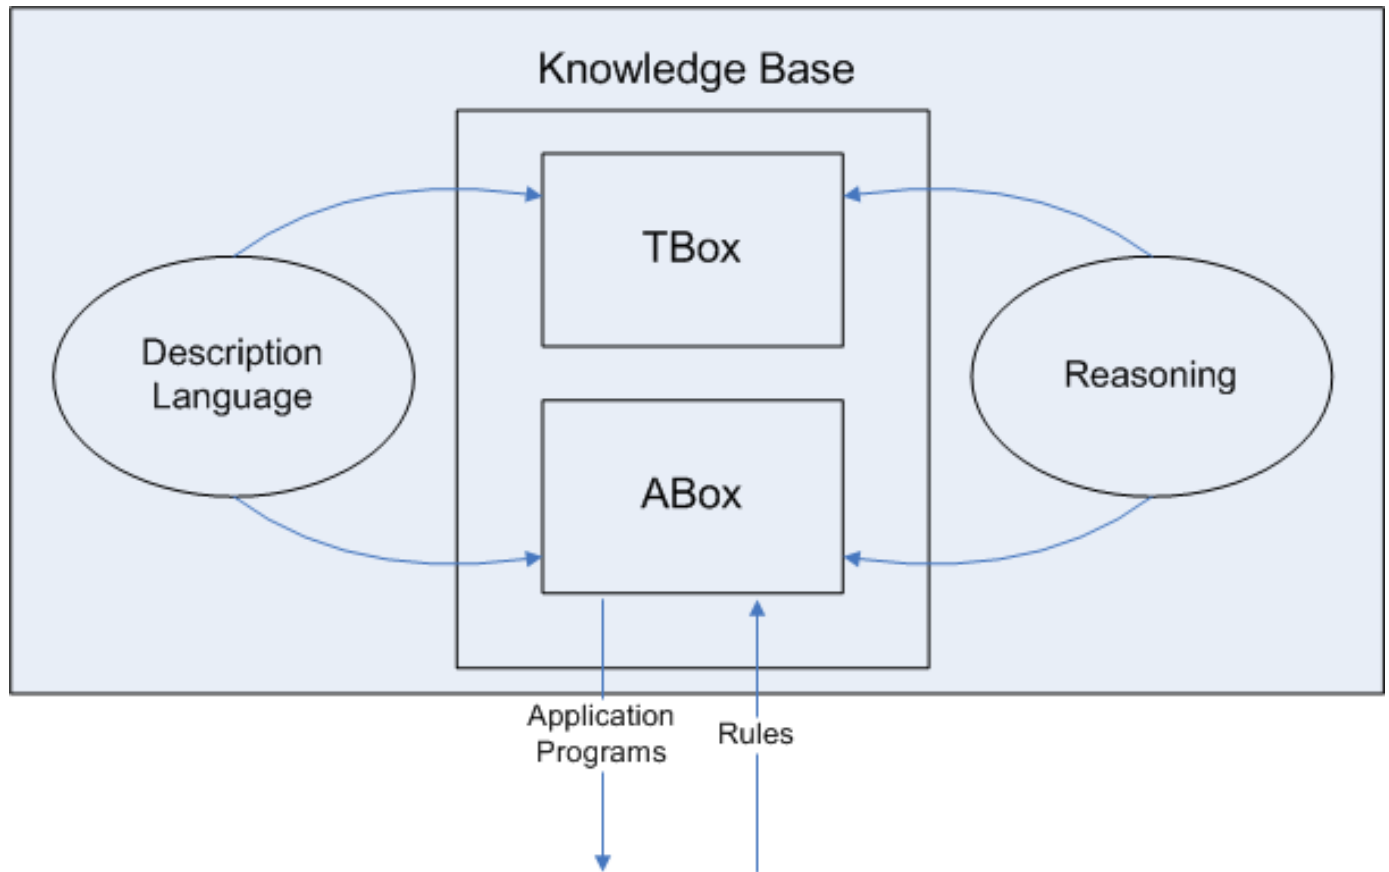 Knowledge Base
TBox
Description
Language
Reasoning
ABox
Application
Programs
Rules